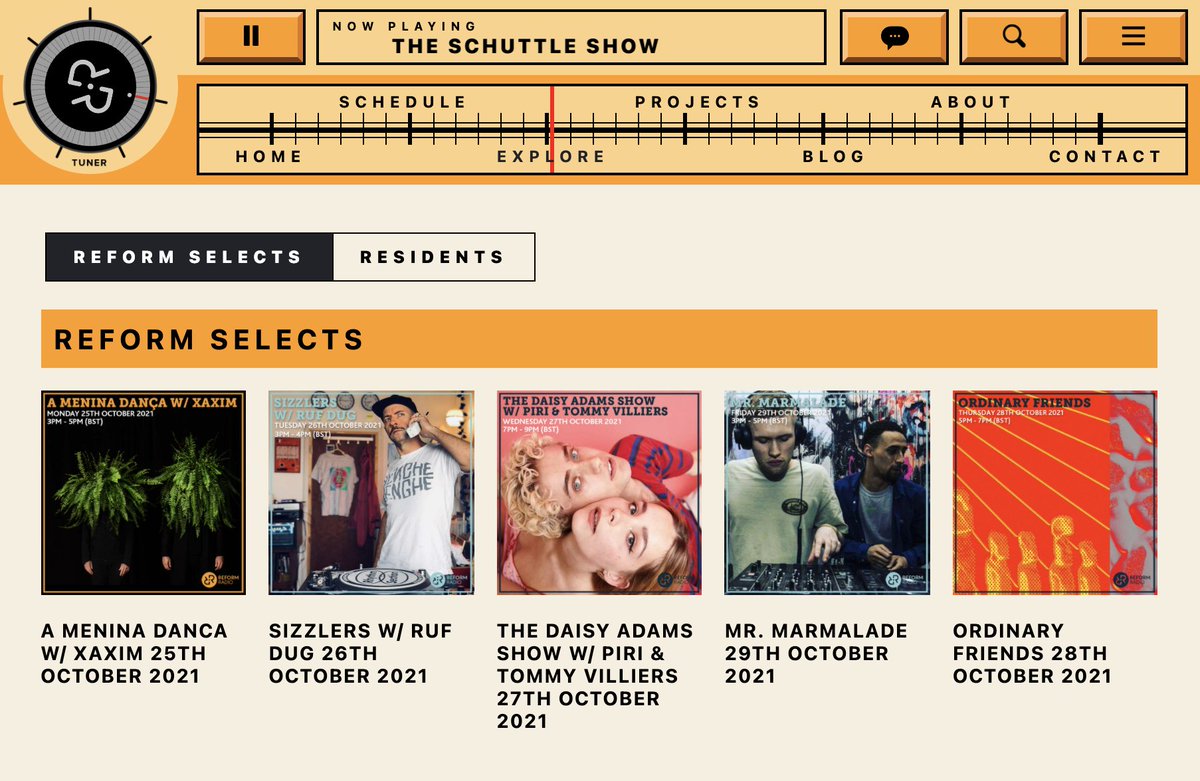 NOW PLAYING
THE SCHUTTLE SHOW
TUNER
SCHEDULE
PROJECTS
ABOUT
HOME
EXPLORE
BLOG
CONTACT
REFORM SELECTS
RESIDENTS
REFORM SELECTS
A MENINA DANÇA W/ XAXIM
MONDAY 25TH OCTOBER 2021
3PM - 5PM (BST)
REFORM
RADIO
A MENINA DANCA
W/ XAXIM 25TH
OCTOBER 2021
SIZZLERS
W/ RUF DUG
TUESDAY 26TH OCTOBER 2021
3PM - 4PM (BST)
RENGHE
RENGHE
REFORM
RADIO
SIZZLERS W/ RUF
DUG 26TH
OCTOBER 2021
THE DAISY ADAMS SHOW
W/ PIRI & TOMMY VILLIERS
WEDNESDAY 27TH OCTOBER 2021
7PM - 9PM (BST)
REFORM
RADIO
THE DAISY ADAMS
SHOW W/ PIRI &
TOMMY VILLIERS
27TH OCTOBER
2021
MR. MARMALADE
FRIDAY 29TH OCTOBER 2021
3PM - 5PM (BST)
REFORM
RADIO
MR. MARMALADE
29TH OCTOBER
2021
ORDINARY FRIENDS
THURSDAY 28TH OCTOBER 2021
5PM - 7PM (BST)
REFORM
RADIO
ORDINARY
FRIENDS 28TH
OCTOBER 2021